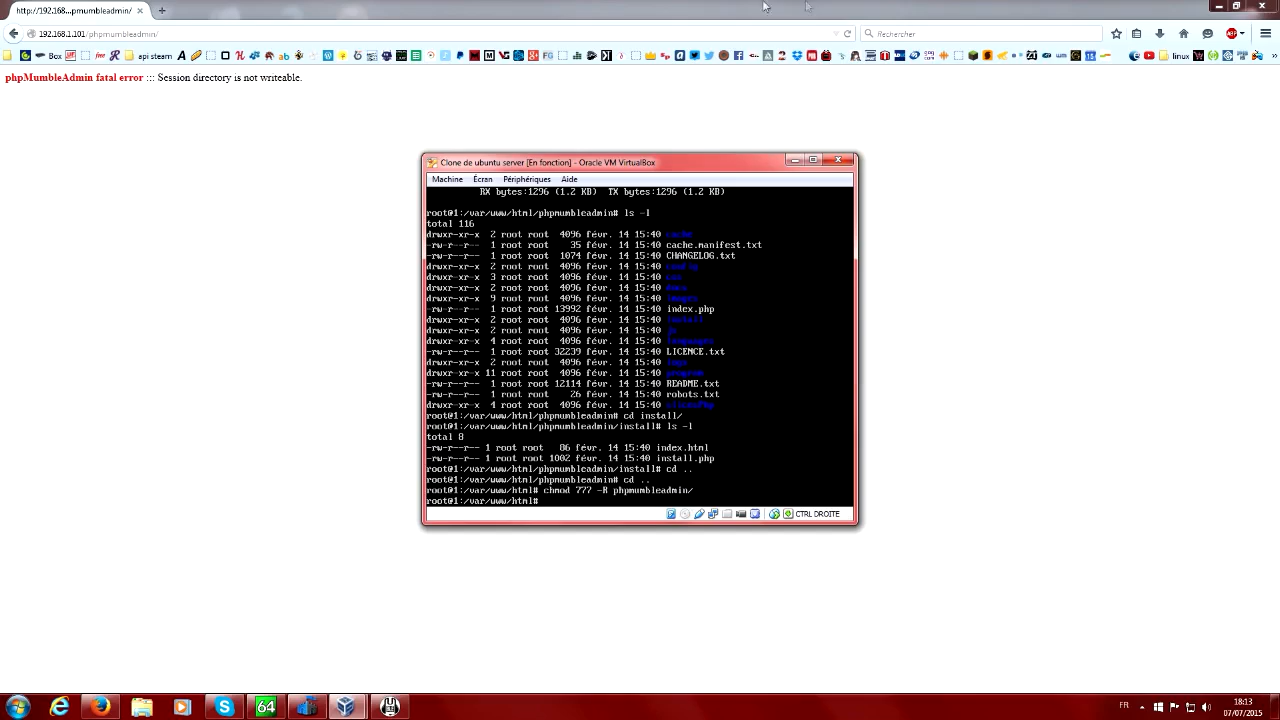 http://192.168...pmumbleadmin/
192.168.1.101/phpmumbleadmin/
Rechercher
Box
api steam
linux
phpMumbleAdmin fatal error ::: Session directory is not writeable.
Clone de ubuntu server [En fonction] - Oracle VM VirtualBox
Machine Écran Périphériques Aide
RX bytes:1296 (1.2 KB) TX bytes:1296 (1.2 KB)
root@1:/var/www/html/phpmumbleadmin# ls -l
total 116
drwxr-xr-x 2 root root 4096 févr. 14 15:40 cache
-rw-r--r-- 1 root root 35 févr. 14 15:40 cache.manifest.txt
-rw-r--r-- 1 root root 1074 févr. 14 15:40 CHANGELOG.txt
drwxr-xr-x 2 root root 4096 févr. 14 15:40 config
drwxr-xr-x 3 root root 4096 févr. 14 15:40 css
drwxr-xr-x 2 root root 4096 févr. 14 15:40
drwxr-xr-x 9 root root 4096 févr. 14 15:40 images
-rw-r--r-- 1 root root 13992 févr. 14 15:40 index.php
drwxr-xr-x 2 root root 4096 févr. 14 15:40 install
drwxr-xr-x 2 root root 4096 févr. 14 15:40 js
drwxr-xr-x 4 root root 4096 févr. 14 15:40 languages
-rw-r--r-- 1 root root 32239 févr. 14 15:40 LICENCE.txt
drwxr-xr-x 2 root root 4096 févr. 14 15:40 logs
drwxr-xr-x 11 root root 4096 févr. 14 15:40 program
-rw-r--r-- 1 root root 12114 févr. 14 15:40 README.txt
-rw-r--r-- 1 root root 26 févr. 14 15:40 robots.txt
drwxr-xr-x 4 root root 4096 févr. 14 15:40 slicesPhp
root@1:/var/www/html/phpmumbleadmin# cd install/
root@1:/var/www/html/phpmumbleadmin/install# ls -l
total 8
-rw-r--r-- 1 root root 86 févr. 14 15:40 index.html
-rw-r--r-- 1 root root 1002 févr. 14 15:40 install.php
root@1:/var/www/html/phpmumbleadmin/install# cd ..
root@1:/var/www/html/phpmumbleadmin# cd ..
root@1:/var/www/html# chmod 777 -R phpmumbleadmin/
root@1:/var/www/html#
CTRL DROITE
64
FR
18:13
07/07/2015